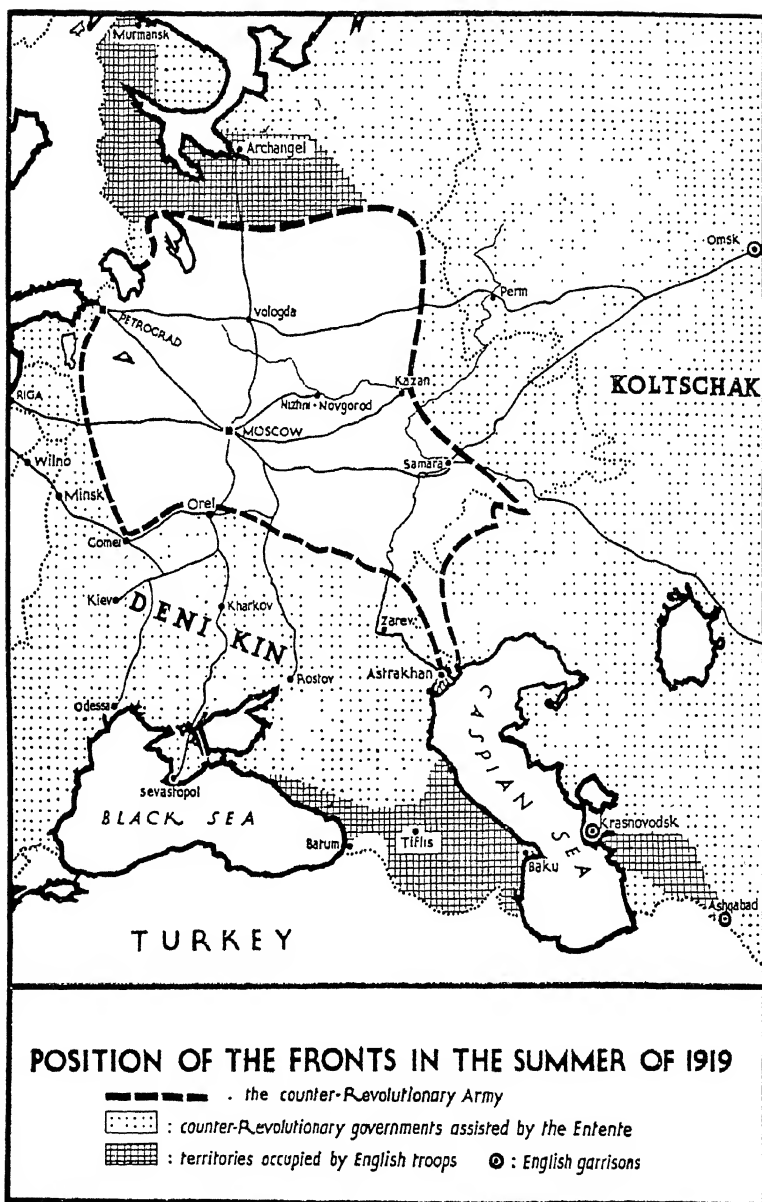 Murmansk
Archangel
Omsk
Perm
Vologda
PETROGRAD
Kazan
KOLTSCHAK
Nizhni-Novgorod
RIGA
MOSCOW
Samara
Wilno
Minsk
Orel
Gomel
Kiev
DENIKIN
Kharkov
Zarev.
Astrakhan
Rostov
Odessa
CASPIAN SEA
Sevastopol
BLACK SEA
Krasnovodsk
Tiflis
Batum
Baku
Ashqabad
TURKEY
POSITION OF THE FRONTS IN THE SUMMER OF 1919
. the counter-Revolutionary Army
: counter-Revolutionary governments assisted by the Entente
: territories occupied by English troops : English garrisons